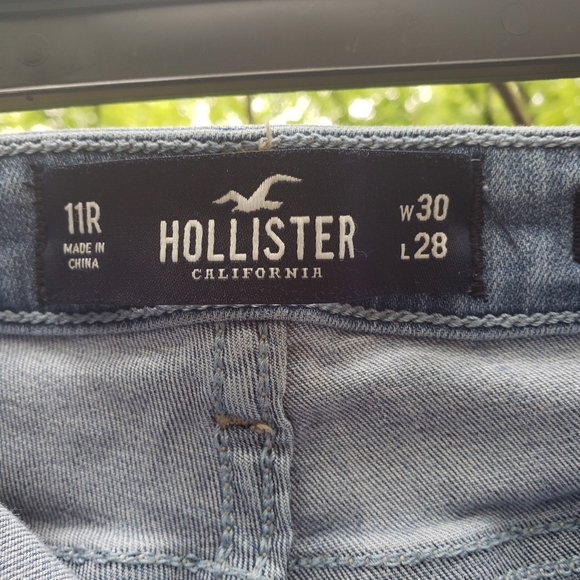 11R
MADE IN
CHINA
HOLLISTER
CALIFORNIA
W30
L28